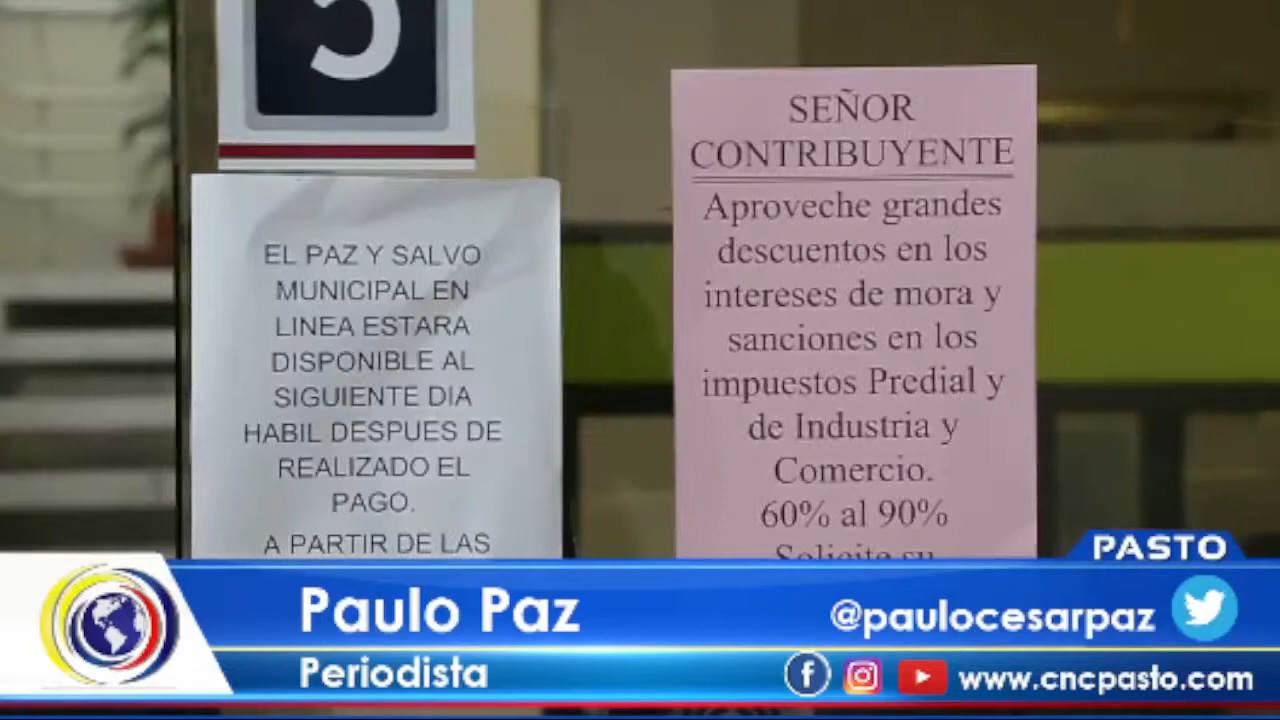 5
EL PAZ Y SALVO
MUNICIPAL EN
LINEA ESTARA
DISPONIBLE AL
SIGUIENTE DIA
HABIL DESPUES DE
REALIZADO EL
PAGO.
A PARTIR DE LAS
SEÑOR
CONTRIBUYENTE
Aproveche grandes
descuentos en los
intereses de mora y
sanciones en los
impuestos Predial y
de Industria y
Comercio.
60% al 90%
Solicite su
PASTO
Paulo Paz
@paulocesarpaz
Periodista
www.cncpasto.com